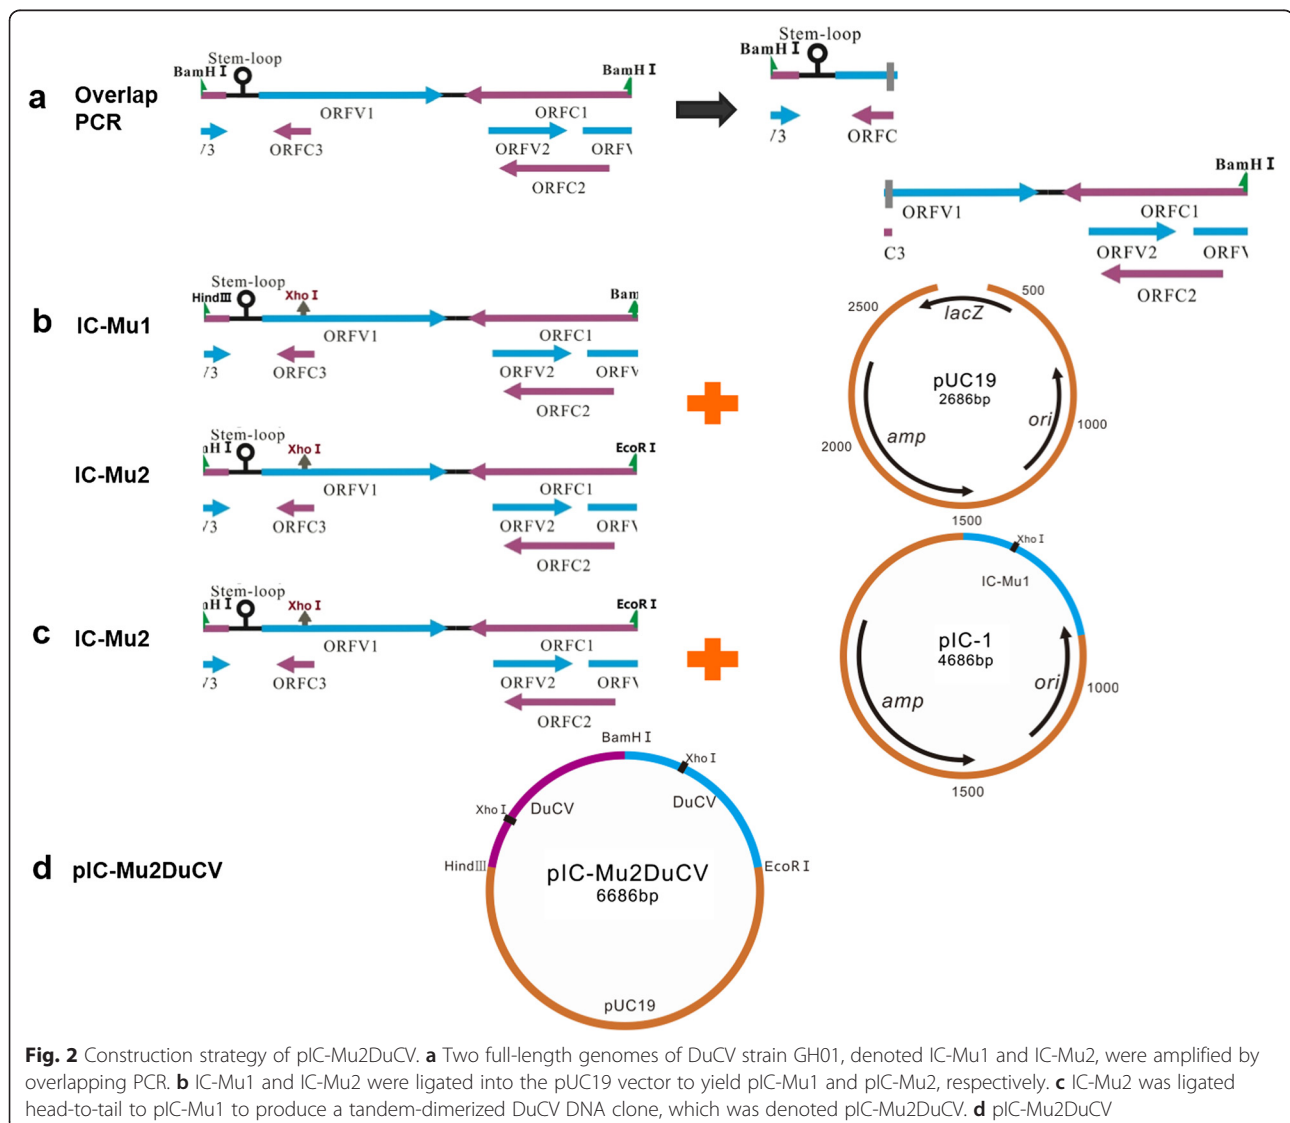 Stem-loop
BamH I
BamH I
a Overlap PCR
ORFV1
ORFC1
/3
ORFC3
ORFV2
ORFV
ORFC2
Stem-loop
BamH I
/3
ORFC
BamH I
ORFV1
ORFC1
C3
ORFV2
ORFV
ORFC2
Stem-loop
HindIII
Xho I
Bam
b IC-Mu1
ORFV1
ORFC1
V3
ORFC3
ORFV2
ORFV
ORFC2
Stem-loop
H I
Xho I
EcoR I
IC-Mu2
ORFV1
ORFC1
/3
ORFC3
ORFV2
ORFV
ORFC2
2500
500
lacZ
pUC19
2686bp
amp
ori
1000
2000
1500
Stem-loop
H I
Xho I
EcoR I
c IC-Mu2
ORFV1
ORFC1
/3
ORFC3
ORFV2
ORFV
ORFC2
Xho I
IC-Mu1
pIC-1
4686bp
amp
ori
1000
1500
BamH I
Xho I
Xho I
DuCV
DuCV
HindIII
EcoR I
d pIC-Mu2DuCV
pIC-Mu2DuCV
6686bp
pUC19
Fig. 2 Construction strategy of pIC-Mu2DuCV. a Two full-length genomes of DuCV strain GH01, denoted IC-Mu1 and IC-Mu2, were amplified by
overlapping PCR. b IC-Mu1 and IC-Mu2 were ligated into the pUC19 vector to yield pIC-Mu1 and pIC-Mu2, respectively. c IC-Mu2 was ligated
head-to-tail to pIC-Mu1 to produce a tandem-dimerized DuCV DNA clone, which was denoted pIC-Mu2DuCV. d pIC-Mu2DuCV